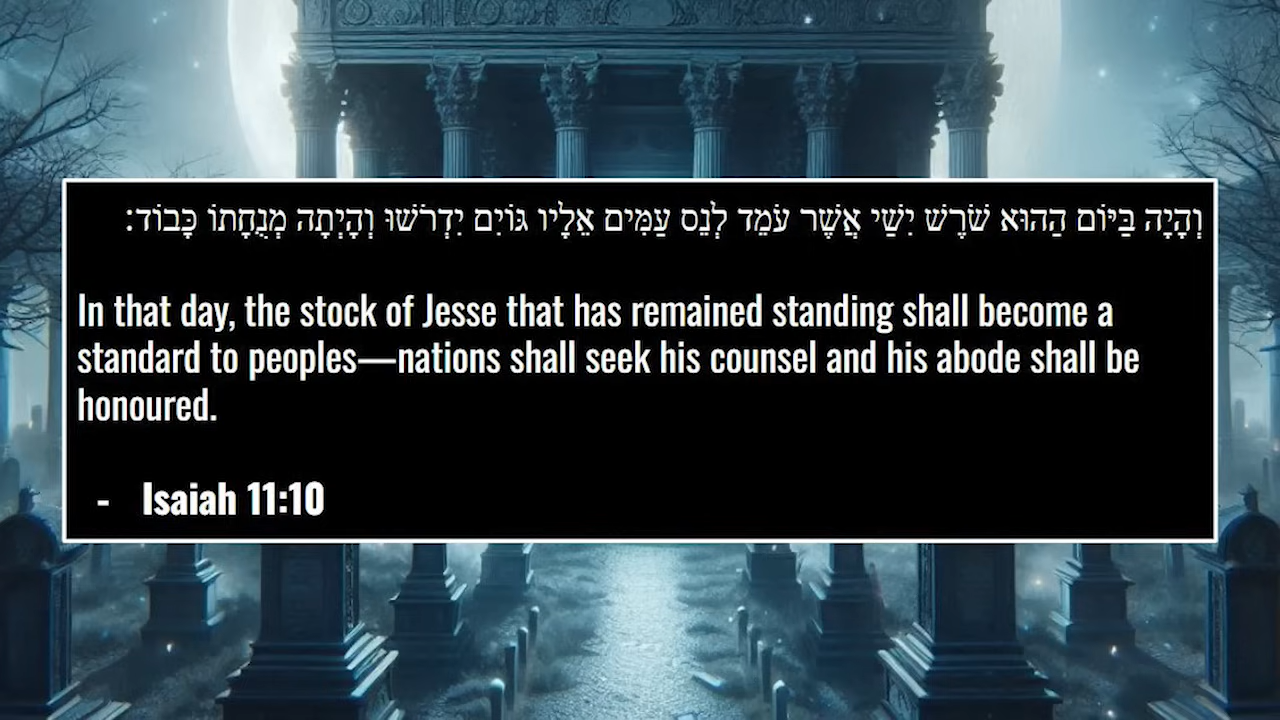 וְהָיָה בַּיּוֹם הַהוּא שֹׁרֶשׁ יִשַׁי אֲשֶׁר עֹמֵד לְנֵס עַמִּים אֵלָיו גּוֹיִם יִדְרֹשׁוּ וְהָיְתָה מְנֻחָתוֹ כָּבוֹד׃
In that day, the stock of Jesse that has remained standing shall become a
standard to peoples—nations shall seek his counsel and his abode shall be
honoured.
- Isaiah 11:10